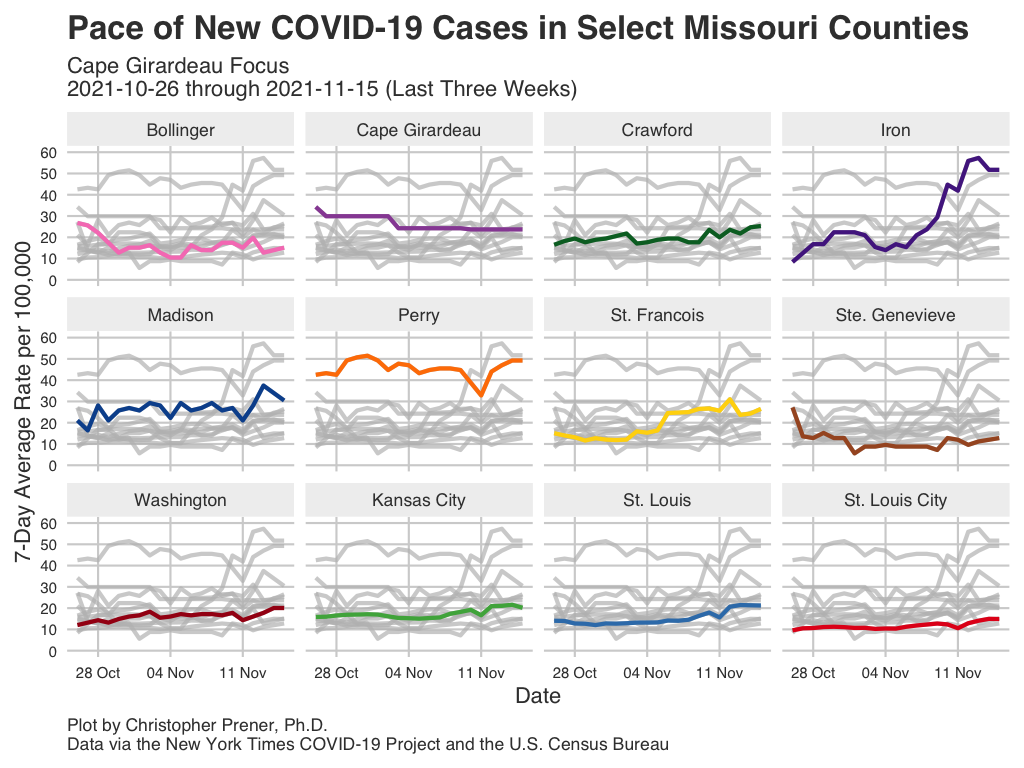 Pace of New COVID-19 Cases in Select Missouri Counties
Cape Girardeau Focus
2021-10-26 through 2021-11-15 (Last Three Weeks)
Bollinger
Cape Girardeau
Crawford
Iron
60
50
40
30
20
10
0
Madison
Perry
St. Francois
Ste. Genevieve
60
50
40
30
20
10
0
Washington
Kansas City
St. Louis
St. Louis City
60
50
40
30
20
10
0
7-Day Average Rate per 100,000
28 Oct 04 Nov 11 Nov 28 Oct 04 Nov 11 Nov 28 Oct 04 Nov 11 Nov 28 Oct 04 Nov 11 Nov
Date
Plot by Christopher Prener, Ph.D.
Data via the New York Times COVID-19 Project and the U.S. Census Bureau